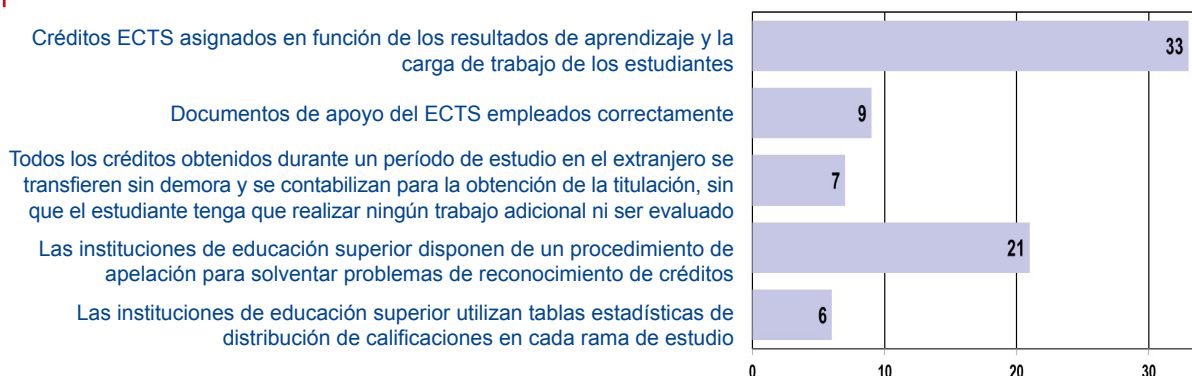 Créditos ECTS asignados en función de los resultados de aprendizaje y la
carga de trabajo de los estudiantes
33
Documentos de apoyo del ECTS empleados correctamente
9
Todos los créditos obtenidos durante un período de estudio en el extranjero se
transfieren sin demora y se contabilizan para la obtención de la titulación, sin
que el estudiante tenga que realizar ningún trabajo adicional ni ser evaluado
7
Las instituciones de educación superior disponen de un procedimiento de
apelación para solventar problemas de reconocimiento de créditos
21
Las instituciones de educación superior utilizan tablas estadísticas de
distribución de calificaciones en cada rama de estudio
6
0 10 20 30